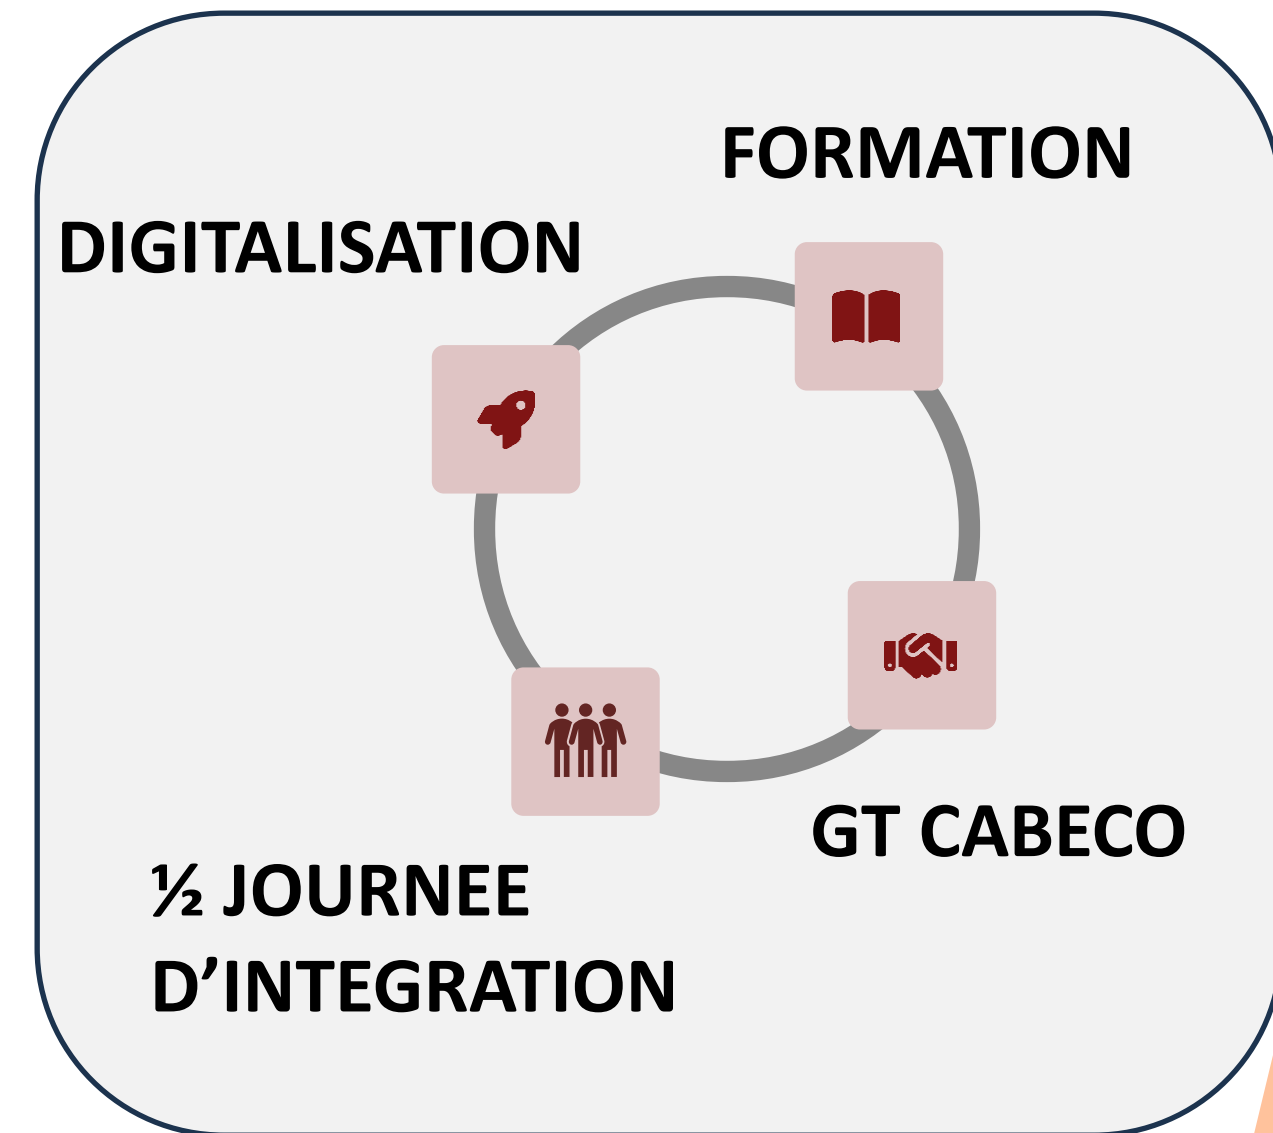 FORMATION
DIGITALISATION
GT CABECO
½ JOURNEE
D’INTEGRATION